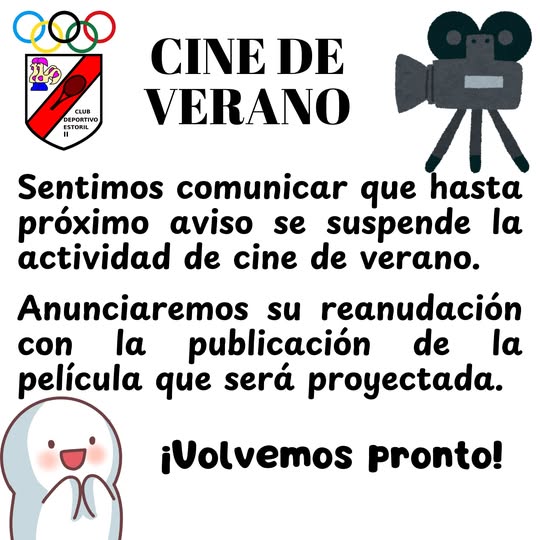 CINE DE
VERANO
CLUB
DEPORTIVO
ESTORIL
II
Sentimos comunicar que hasta
próximo aviso se suspende la
actividad de cine de verano.
Anunciaremos su reanudación
con la publicación de la
película que será proyectada.
¡Volvemos pronto!